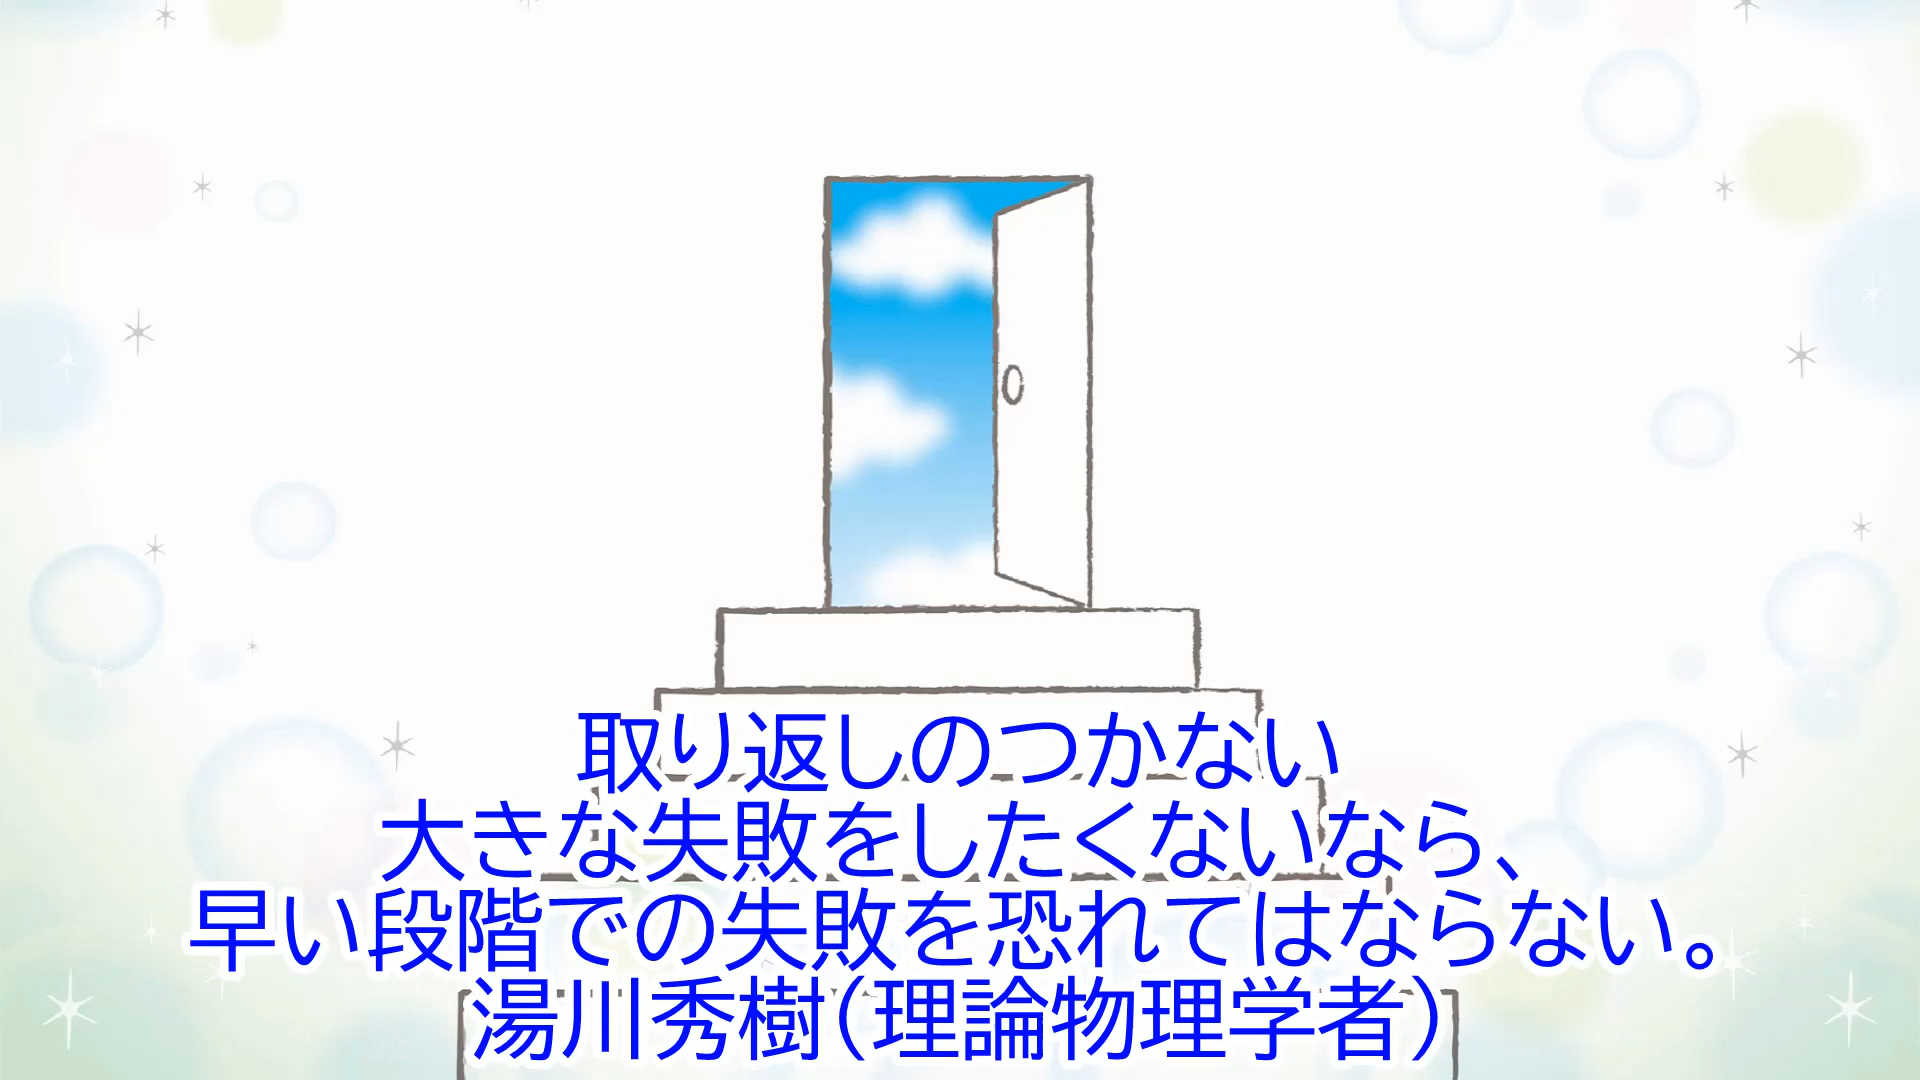 取り返しのつかない
大きな失敗をしたくないなら、
早い段階での失敗を恐れてはならない。
湯川秀樹（理論物理学者）